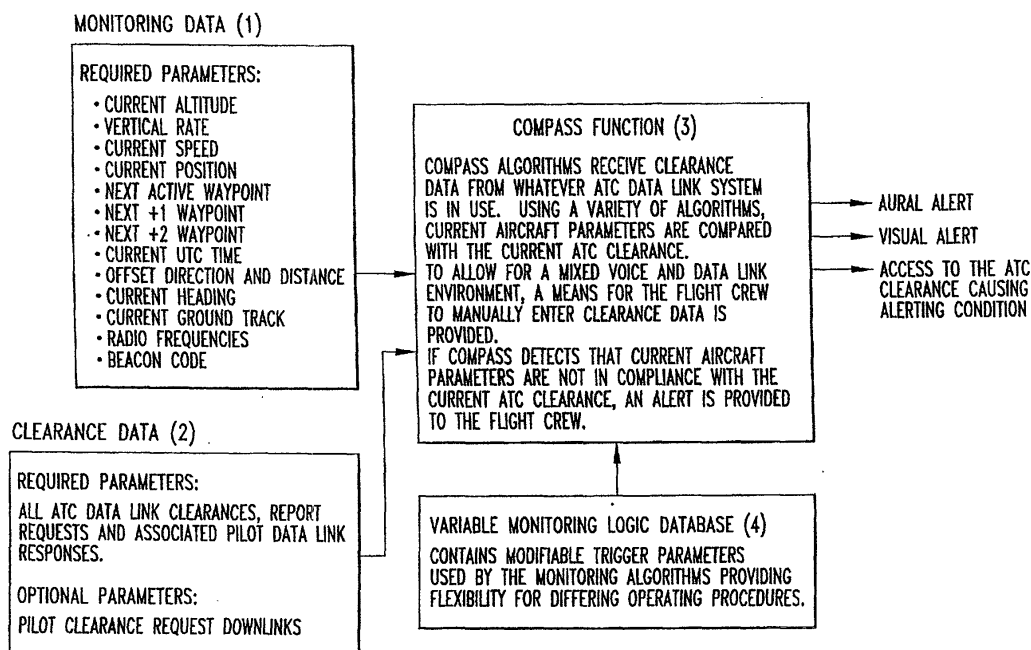 MONITORING DATA (1)
REQUIRED PARAMETERS:
• CURRENT ALTITUDE
• VERTICAL RATE
• CURRENT SPEED
• CURRENT POSITION
• NEXT ACTIVE WAYPOINT
• NEXT +1 WAYPOINT
• NEXT +2 WAYPOINT
• CURRENT UTC TIME
• OFFSET DIRECTION AND DISTANCE
• CURRENT HEADING
• CURRENT GROUND TRACK
• RADIO FREQUENCIES
• BEACON CODE
CLEARANCE DATA (2)
REQUIRED PARAMETERS:
ALL ATC DATA LINK CLEARANCES, REPORT
REQUESTS AND ASSOCIATED PILOT DATA LINK
RESPONSES.
OPTIONAL PARAMETERS:
PILOT CLEARANCE REQUEST DOWNLINKS
COMPASS FUNCTION (3)
COMPASS ALGORITHMS RECEIVE CLEARANCE
DATA FROM WHATEVER ATC DATA LINK SYSTEM
IS IN USE. USING A VARIETY OF ALGORITHMS,
CURRENT AIRCRAFT PARAMETERS ARE COMPARED
WITH THE CURRENT ATC CLEARANCE.
TO ALLOW FOR A MIXED VOICE AND DATA LINK
ENVIRONMENT, A MEANS FOR THE FLIGHT CREW
TO MANUALLY ENTER CLEARANCE DATA IS
PROVIDED.
IF COMPASS DETECTS THAT CURRENT AIRCRAFT
PARAMETERS ARE NOT IN COMPLIANCE WITH THE
CURRENT ATC CLEARANCE, AN ALERT IS PROVIDED
TO THE FLIGHT CREW.
VARIABLE MONITORING LOGIC DATABASE (4)
CONTAINS MODIFIABLE TRIGGER PARAMETERS
USED BY THE MONITORING ALGORITHMS PROVIDING
FLEXIBILITY FOR DIFFERING OPERATING PROCEDURES.
AURAL ALERT
VISUAL ALERT
ACCESS TO THE ATC
CLEARANCE CAUSING
ALERTING CONDITION